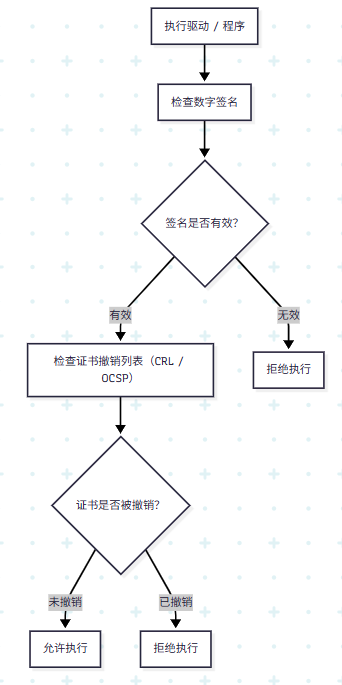 执行驱动 / 程序
检查数字签名
签名是否有效?
有效
无效
检查证书撤销列表（CRL /
OCSP）
拒绝执行
证书是否被撤销?
未撤销
已撤销
允许执行
拒绝执行